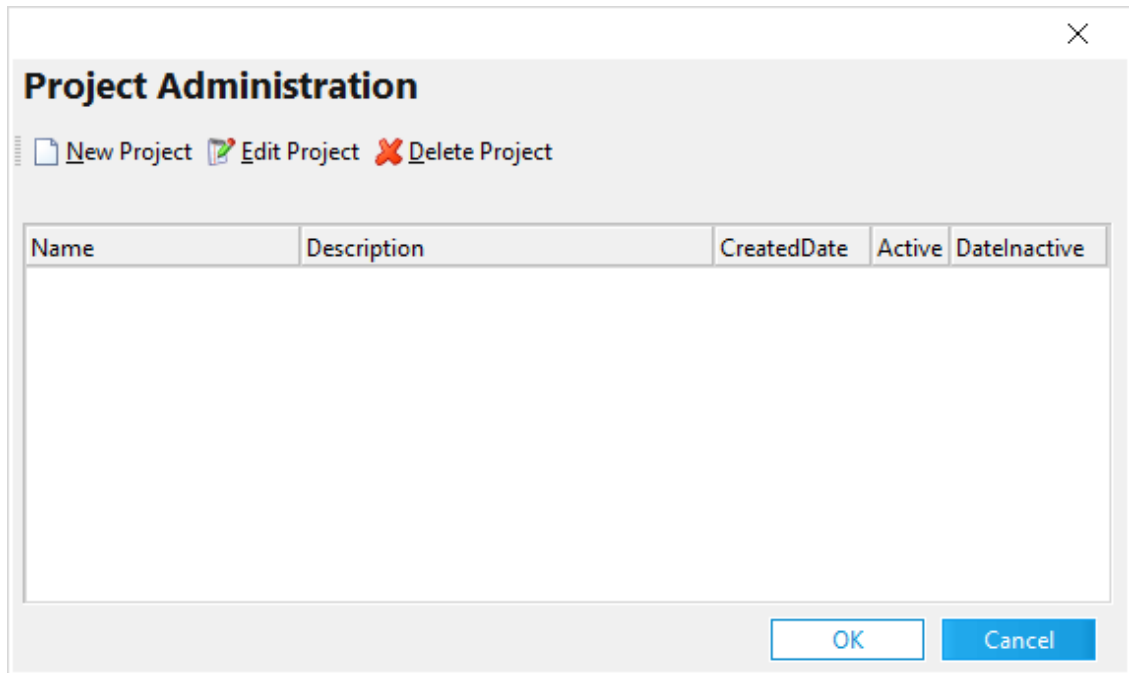 Project Administration
New Project Edit Project Delete Project
Name Description CreatedDate Active DateInactive
OK Cancel